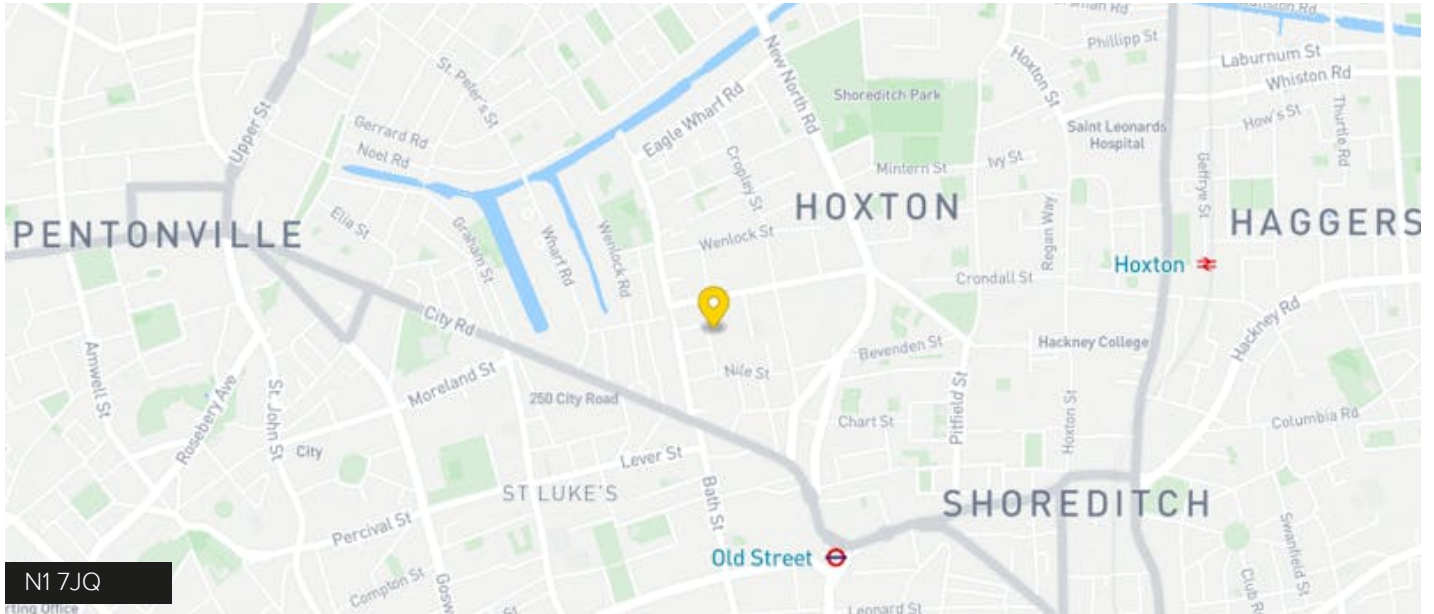 Phillipp St
Laburnum St
Whiston Rd
New North Rd
Hoxton St
Upper St
St. Peter's St
Eagle Wharf Rd
Shoreditch Park
How's St
Thurtle Rd
Gerrard Rd
Noel Rd
Saint Leonards
Hospital
Cropley St
Mintern St
Ivy St
Geffrye St
PENTONVILLE
Elia St
Graham St
Wharf Rd
Wenlock Rd
Wenlock St
HOXTON
Regan Way
HAGGERS
Hoxton
Crondall St
City Rd
Hackney Rd
Amwell St
Rosebery Ave
St. John St
Moreland St
Nile St
Bevenden St
Hackney College
250 City Road
Chart St
Pitfield St
Hoxton St
Columbia Rd
City
Lever St
ST LUKE'S
Bath St
SHOREDITCH
Percival St
Swanfield St
Old Street
N1 7JQ
Compton St
Gosw
St
Club R
Leonard St
rting Office